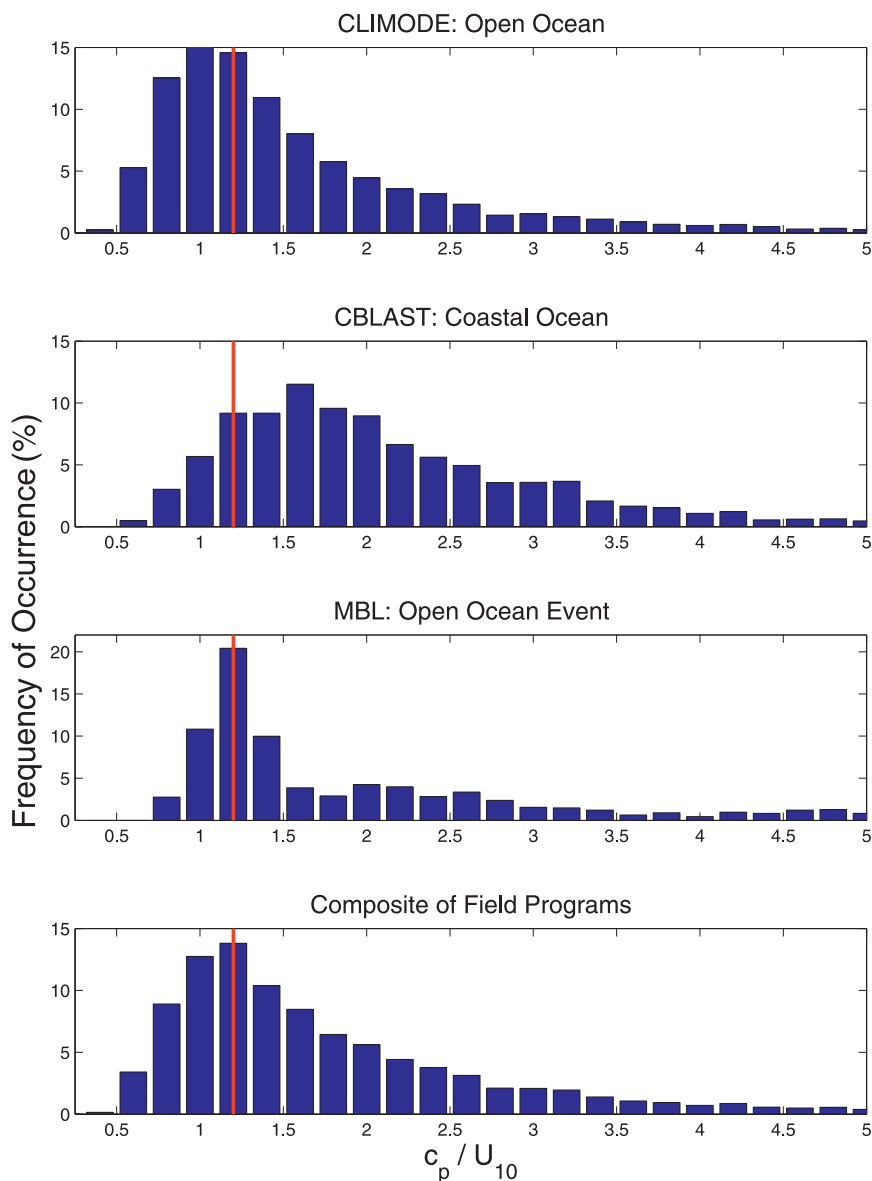 CLIMODE: Open Ocean
15
10
5
0
0.5 1 1.5 2 2.5 3 3.5 4 4.5 5
CBLAST: Coastal Ocean
15
10
5
0
0.5 1 1.5 2 2.5 3 3.5 4 4.5 5
Frequency of Occurrence (%)
MBL: Open Ocean Event
20
15
10
5
0
0.5 1 1.5 2 2.5 3 3.5 4 4.5 5
Composite of Field Programs
15
10
5
0
0.5 1 1.5 2 2.5 3 3.5 4 4.5 5
c_p / U_10